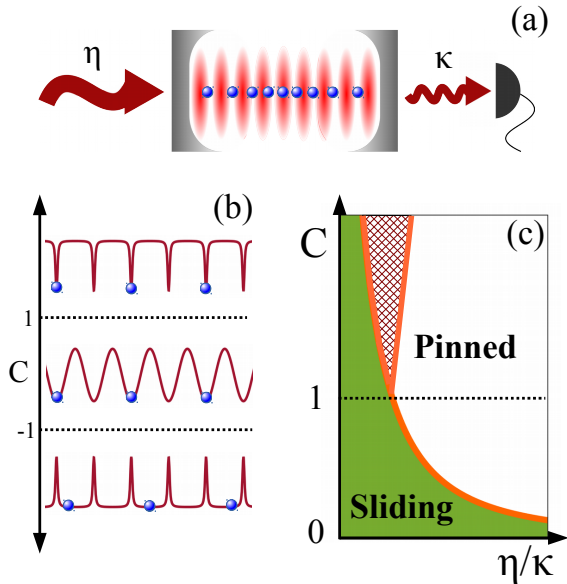 (a)
η
κ
(b)
1
C
-1
(c)
C
Pinned
1
Sliding
0
η/κ